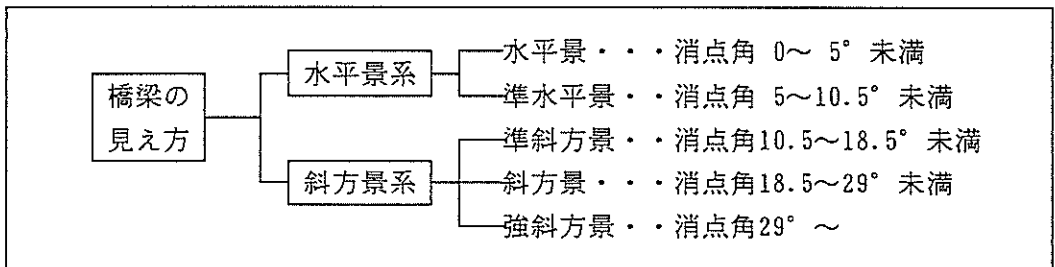 橋梁の
見え方
水平景系
水平景・・・消点角 0～ 5° 未満
準水平景・・消点角 5～10.5° 未満
斜方景系
準斜方景・・消点角10.5～18.5° 未満
斜方景・・・消点角18.5～29° 未満
強斜方景・・消点角29° ～